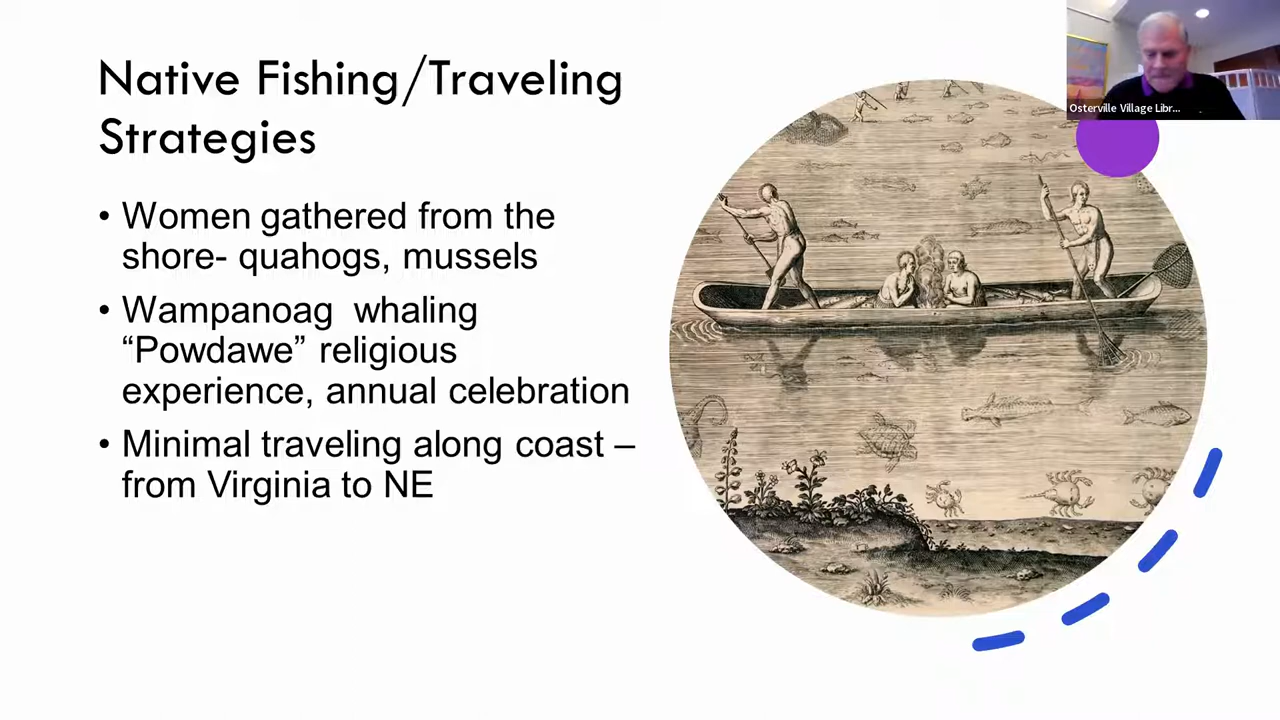 Native Fishing/Traveling
Strategies
• Women gathered from the
shore- quahogs, mussels
• Wampanoag  whaling
“Powdawe” religious
experience, annual celebration
• Minimal traveling along coast –
from Virginia to NE
Osterville Village Libr...